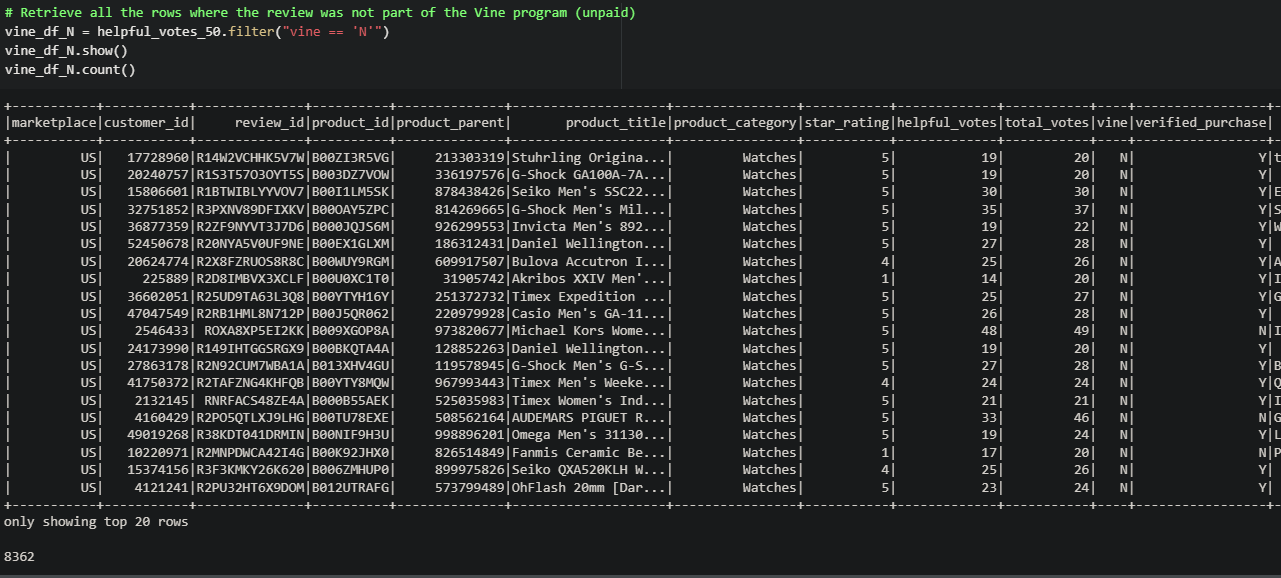 # Retrieve all the rows where the review was not part of the Vine program (unpaid)
vine_df_N = helpful_votes_50.filter("vine == 'N'")
vine_df_N.show()
vine_df_N.count()
+-----------+-----------+--------------+----------+--------------+--------------------+----------------+-----------+-------------+-----------+----+-----------------+-
|marketplace|customer_id|     review_id|product_id|product_parent|       product_title|product_category|star_rating|helpful_votes|total_votes|vine|verified_purchase|
+-----------+-----------+--------------+----------+--------------+--------------------+----------------+-----------+-------------+-----------+----+-----------------+-
|         US|   17728960|R14W2VCHHK5V7W|B00ZI3R5VG|     213303319|Stuhrling Origina...|         Watches|          5|           19|         20|   N|                Y|t
|         US|   20240757|R1S3T57O3OYT5S|B003DZ7VOW|     336197576|G-Shock GA100A-7A...|         Watches|          5|           19|         20|   N|                Y|
|         US|   15806601|R1BTWIBLYYVOV7|B00I1LM5SK|     878438426|Seiko Men's SSC22...|         Watches|          5|           30|         30|   N|                Y|E
|         US|   32751852|R3PXNV89DFIXKV|B00OAY5ZPC|     814269665|G-Shock Men's Mil...|         Watches|          5|           35|         37|   N|                Y|S
|         US|   36877359|R2ZF9NYVT3J7D6|B000JQJS6M|     926299553|Invicta Men's 892...|         Watches|          5|           19|         22|   N|                Y|W
|         US|   52450678|R20NYA5V0UF9NE|B00EX1GLXM|     186312431|Daniel Wellington...|         Watches|          5|           27|         28|   N|                Y|
|         US|   20624774|R2X8FZRUOS8R8C|B00WUY9RGM|     609917507|Bulova Accutron I...|         Watches|          4|           25|         26|   N|                Y|A
|         US|     225889|R2D8IMBVX3XCLF|B00U0XC1T0|      31905742|Akribos XXIV Men'...|         Watches|          1|           14|         20|   N|                Y|I
|         US|   36602051|R25UD9TA63L3Q8|B00YTYH16Y|     251372732|Timex Expedition ...|         Watches|          5|           25|         27|   N|                Y|G
|         US|   47047549|R2RB1HML8N712P|B00J5QR062|     220979928|Casio Men's GA-11...|         Watches|          5|           26|         28|   N|                Y|
|         US|    2546433| ROXA8XP5EI2KK|B009XGOP8A|     973820677|Michael Kors Wome...|         Watches|          5|           48|         49|   N|                N|I
|         US|   24173990|R149IHTGGSRGX9|B00BKQTA4A|     128852263|Daniel Wellington...|         Watches|          5|           19|         20|   N|                Y|
|         US|   27863178|R2N92CUM7WBA1A|B013XHV4GU|     119578945|G-Shock Men's G-S...|         Watches|          5|           27|         28|   N|                Y|B
|         US|   41750372|R2TAFZNG4KHFQB|B00YTY8MQW|     967993443|Timex Men's Weeke...|         Watches|          4|           24|         24|   N|                Y|Q
|         US|    2132145| RNRFACS48ZE4A|B000B55AEK|     525035983|Timex Women's Ind...|         Watches|          5|           21|         21|   N|                Y|I
|         US|    4160429|R2PO5QTLXJ9LHG|B00TU78EXE|     508562164|AUDEMARS PIGUET R...|         Watches|          5|           33|         46|   N|                N|G
|         US|   49019268|R38KDT041DRMIN|B00NIF9H3U|     998896201|Omega Men's 31130...|         Watches|          5|           19|         24|   N|                Y|L
|         US|   10220971|R2MNPDWCA42I4G|B00K92JHX0|     826514849|Fanmis Ceramic Be...|         Watches|          1|           17|         20|   N|                N|P
|         US|   15374156|R3F3KMKY26K620|B006ZMHUP0|     899975826|Seiko QXA520KLH W...|         Watches|          4|           25|         26|   N|                Y|
|         US|    4121241|R2PU32HT6X9DOM|B012UTRAFG|     573799489|OhFlash 20mm [Dar...|         Watches|          5|           23|         24|   N|                Y|
+-----------+-----------+--------------+----------+--------------+--------------------+----------------+-----------+-------------+-----------+----+-----------------+-
only showing top 20 rows
8362